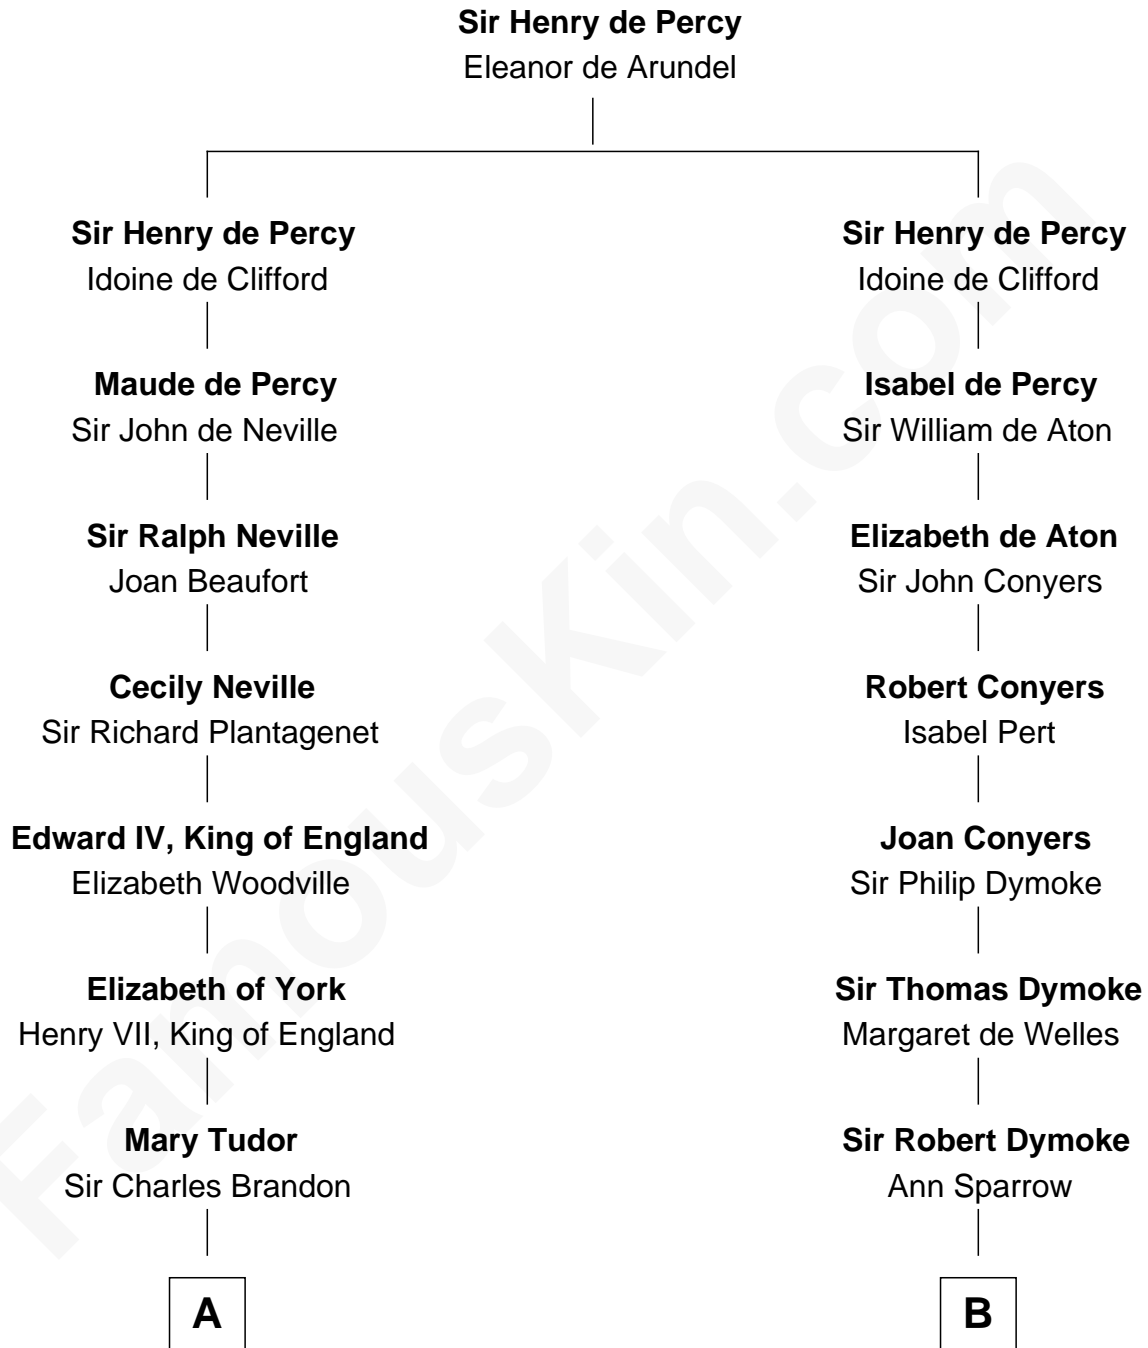 Sir Henry de Percy
Eleanor de Arundel
Sir Henry de Percy
Idoine de Clifford
Maude de Percy
Sir John de Neville
Sir Ralph Neville
Joan Beaufort
Cecily Neville
Sir Richard Plantagenet
Edward IV, King of England
Elizabeth Woodville
Elizabeth of York
Henry VII, King of England
Mary Tudor
Sir Charles Brandon
A
Sir Henry de Percy
Idoine de Clifford
Isabel de Percy
Sir William de Aton
Elizabeth de Aton
Sir John Conyers
Robert Conyers
Isabel Pert
Joan Conyers
Sir Philip Dymoke
Sir Thomas Dymoke
Margaret de Welles
Sir Robert Dymoke
Ann Sparrow
B
FamousKin.com